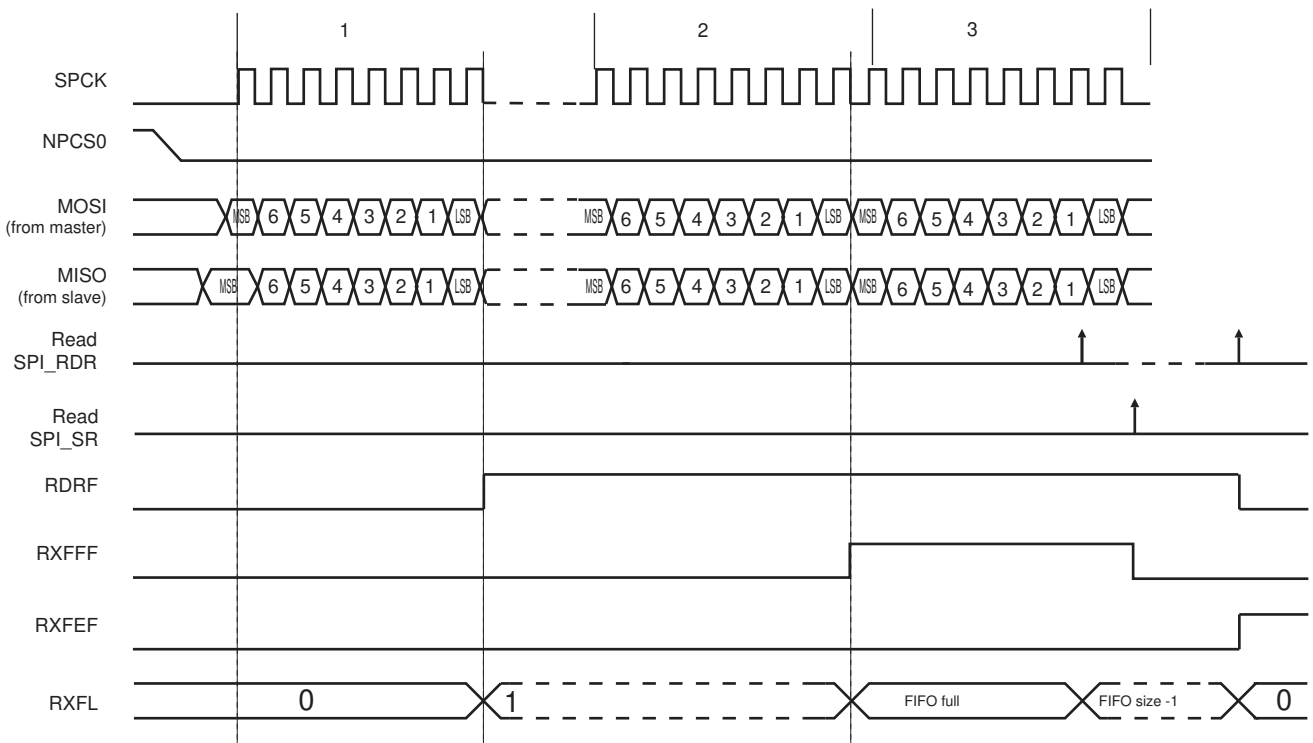 1 2 3
SPCK
NPCS0
MOSI
(from master)
MSB 6 5 4 3 2 1 LSB MSB 6 5 4 3 2 1 LSB MSB 6 5 4 3 2 1 LSB
MISO
(from slave)
MSB 6 5 4 3 2 1 LSB MSB 6 5 4 3 2 1 LSB MSB 6 5 4 3 2 1 LSB
Read
SPI_RDR
Read
SPI_SR
RDRF
RXFFF
RXFEF
RXFL 0 1 FIFO full FIFO size -1 0